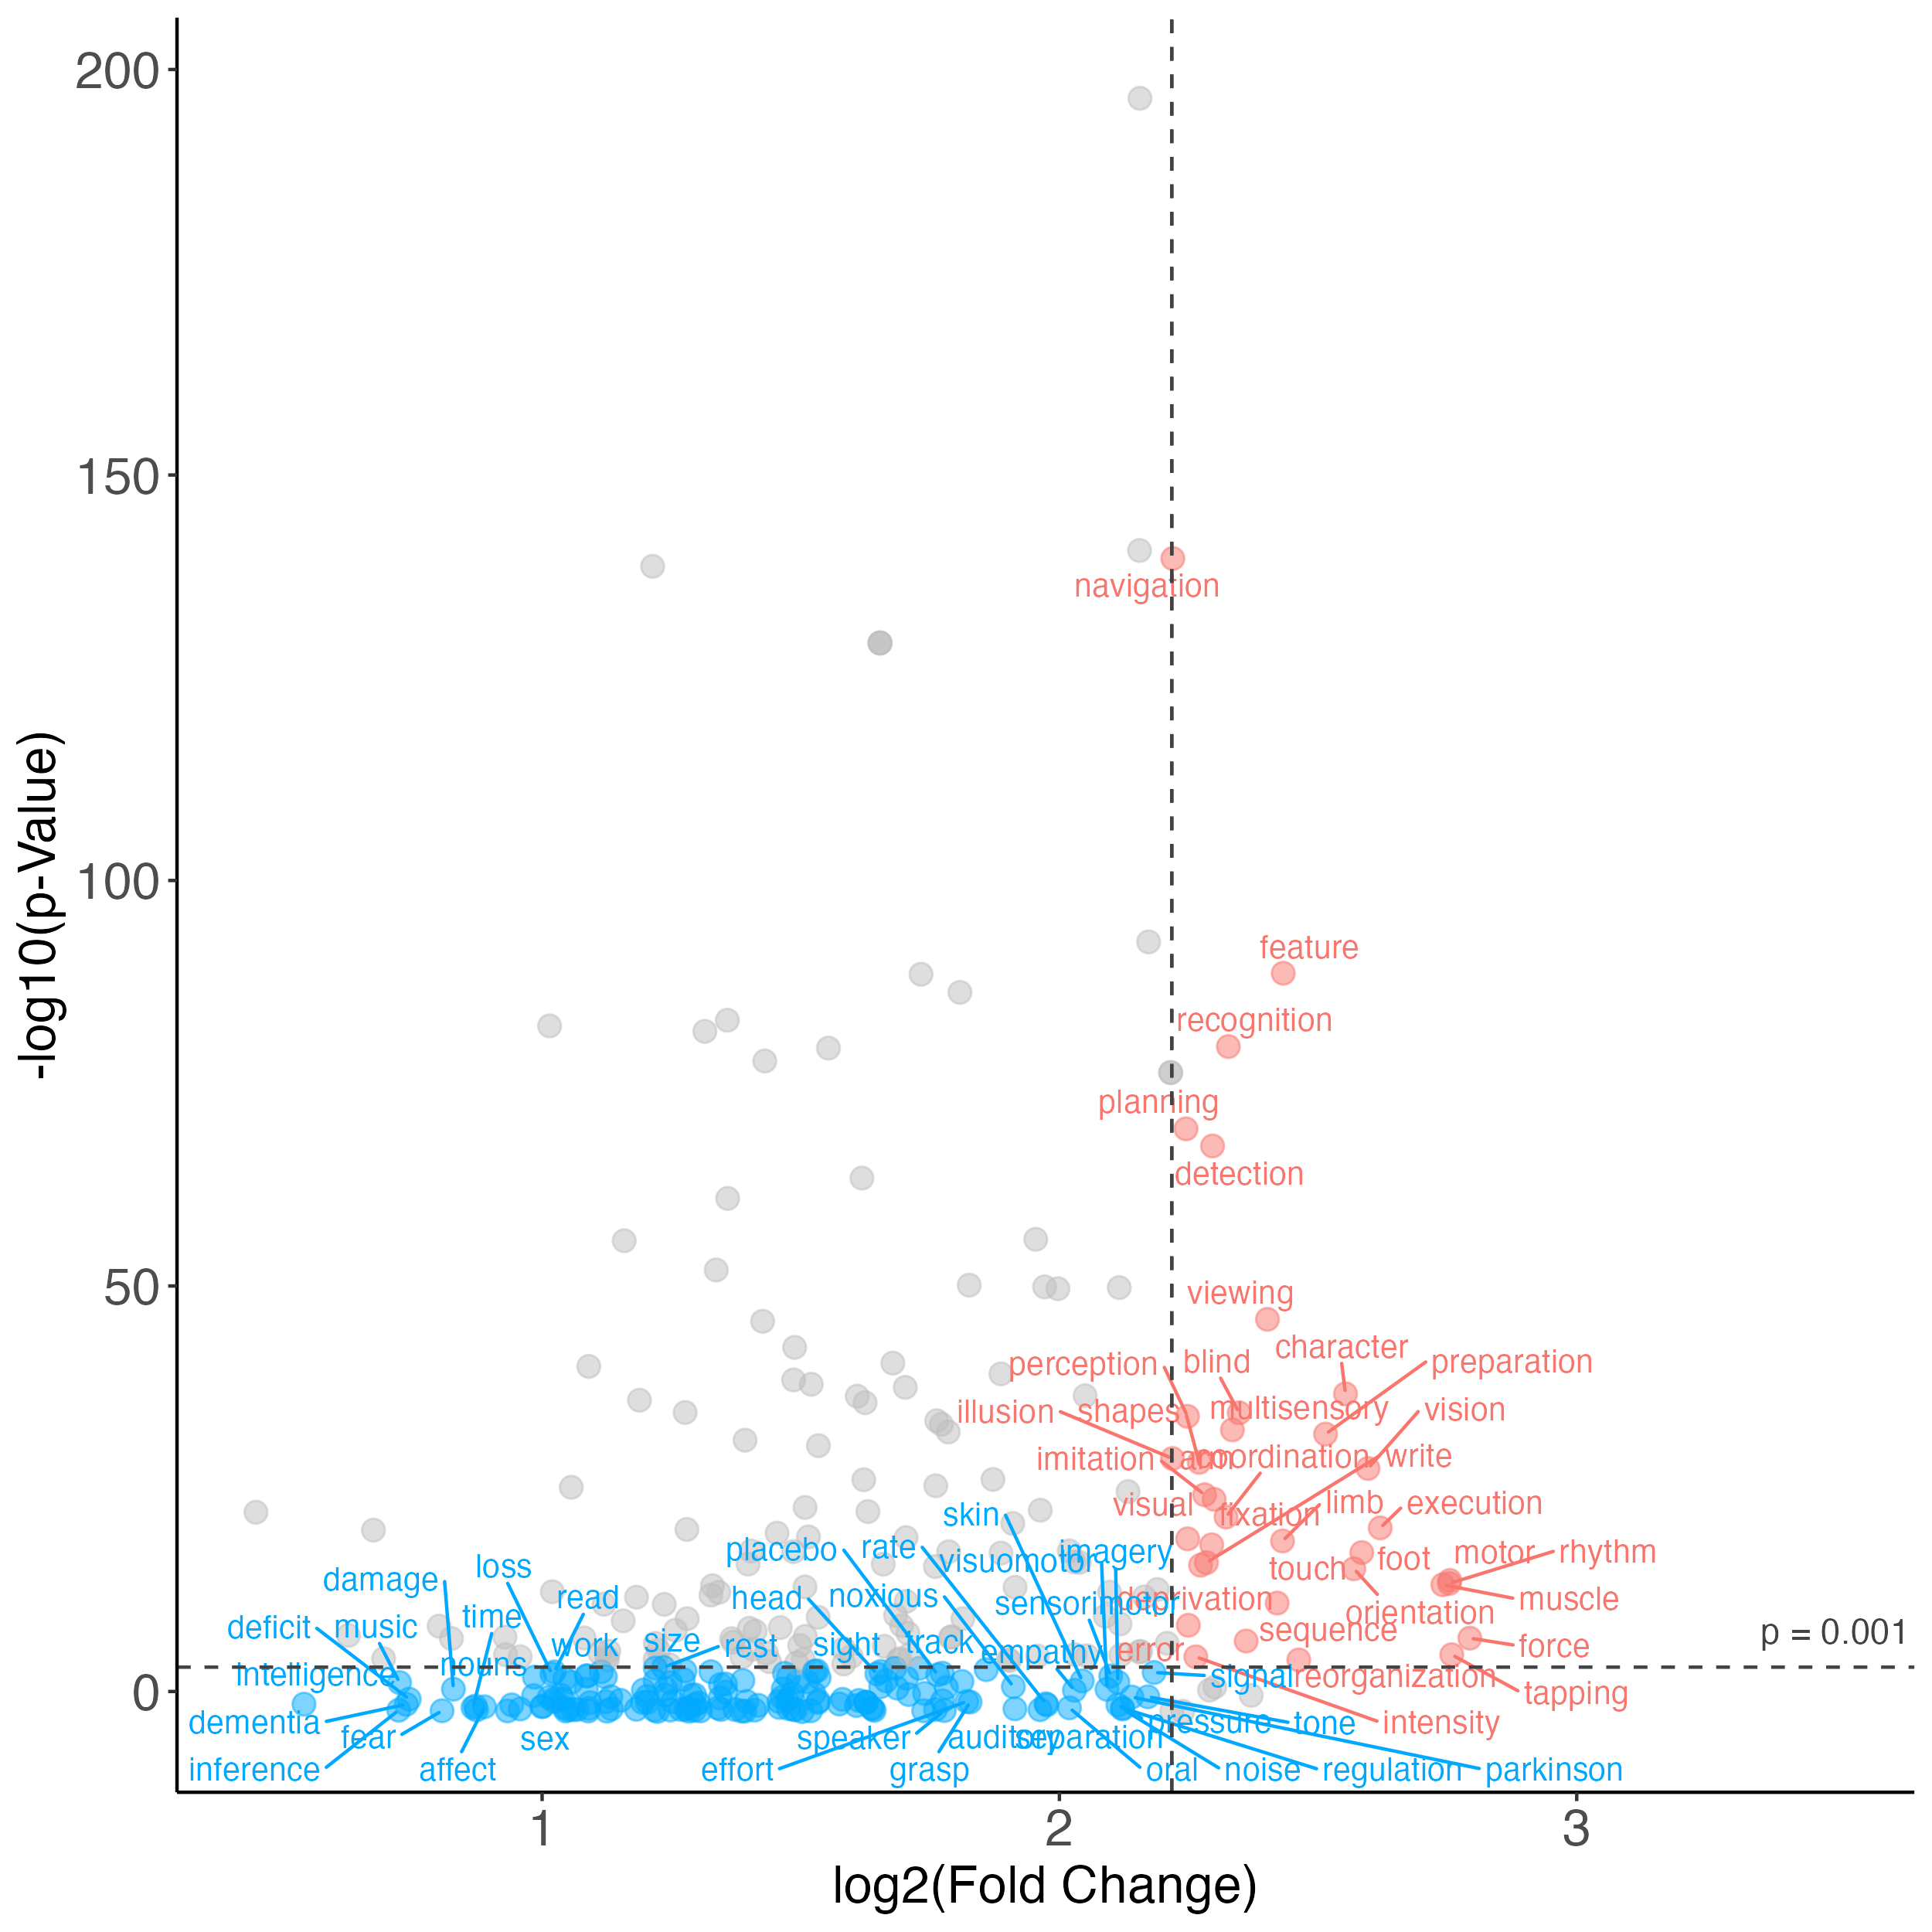 200
150
navigation
100
feature
recognition
planning
detection
50
viewing
character
perception
blind
preparation
illusion
shapes
multisensory
vision
imitation
arm
coordination
write
visual
fixation
limb
execution
skin
placebo
rate
visuomotor
imagery
touch
foot
motor
rhythm
damage
loss
read
head
noxious
sensorimotor
deprivation
orientation
muscle
deficit
music
time
work
size
rest
sight
track
empathy
error
sequence
force
p = 0.001
intelligence
nouns
signal
reorganization
tapping
0
dementia
fear
sex
speaker
auditory
separation
pressure
tone
intensity
inference
affect
effort
grasp
oral
noise
regulation
parkinson
1
2
3
log2(Fold Change)
-log10(p-Value)